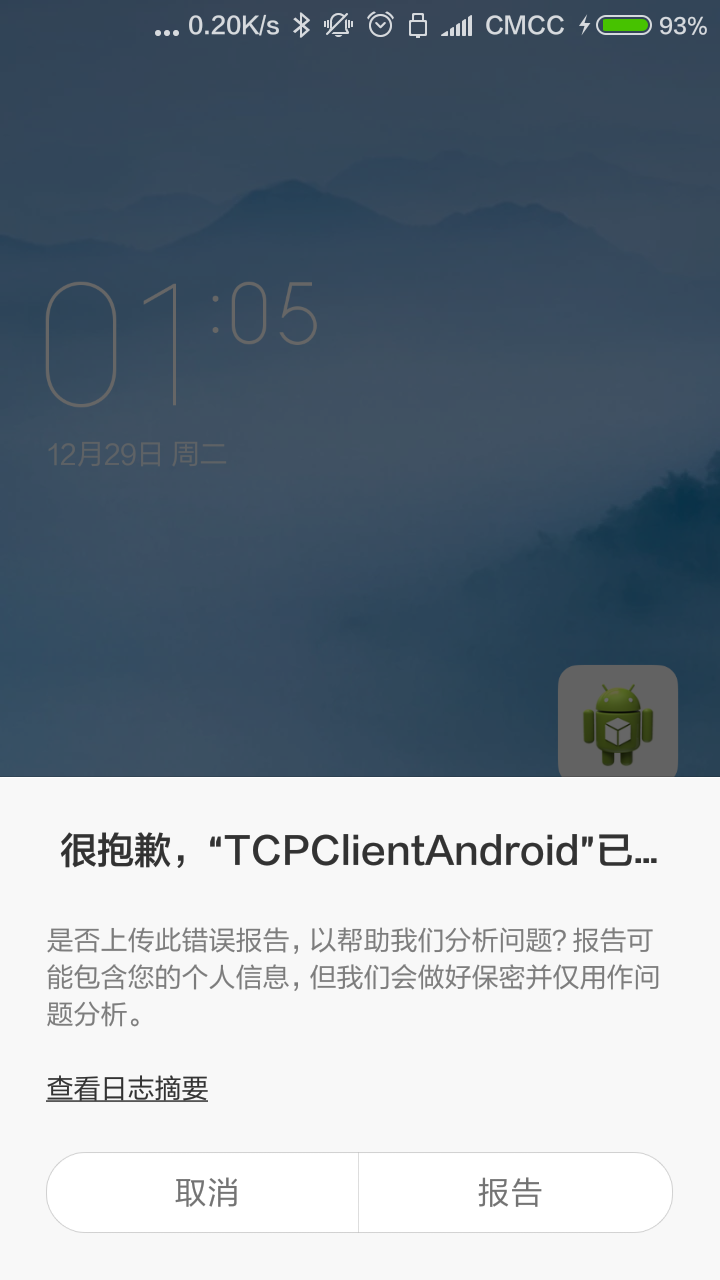 ... 0.20K/s CMCC 93%
01:05
12月29日 周二
很抱歉，“TCPClientAndroid”已...
是否上传此错误报告, 以帮助我们分析问题? 报告可
能包含您的个人信息, 但我们会做好保密并仅用作问
题分析。
查看日志摘要
取消 报告